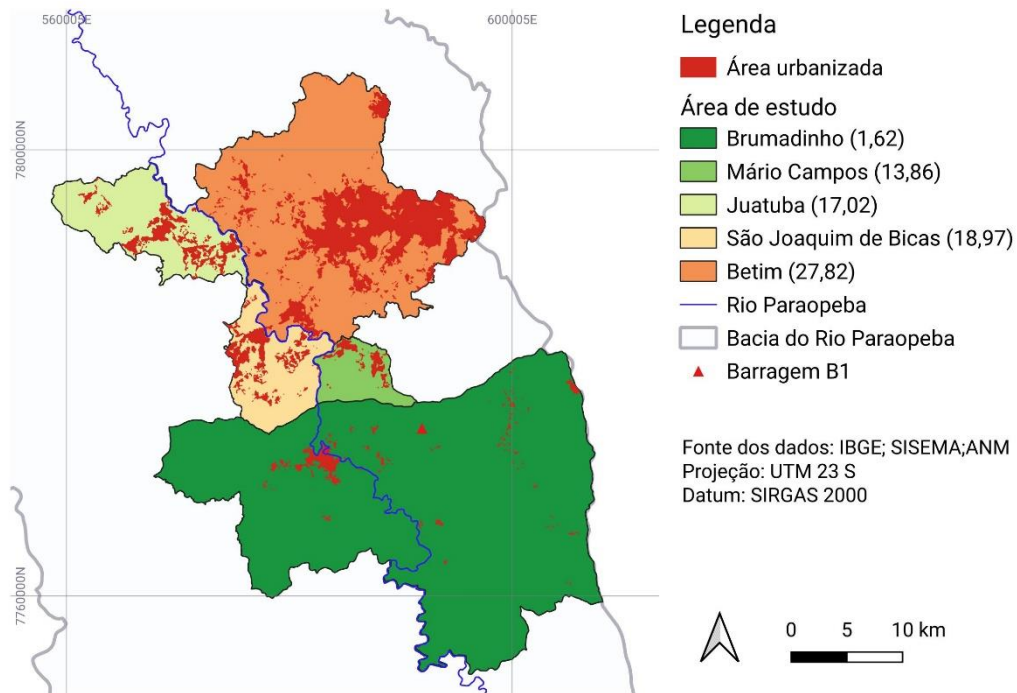 560005E
600005E
7800000N
7760000N
Legenda
Área urbanizada
Área de estudo
Brumadinho (1,62)
Mário Campos (13,86)
Juatuba (17,02)
São Joaquim de Bicas (18,97)
Betim (27,82)
Rio Paraopeba
Bacia do Rio Paraopeba
Barragem B1
Fonte dos dados: IBGE; SISEMA;ANM
Projeção: UTM 23 S
Datum: SIRGAS 2000
0 5 10 km